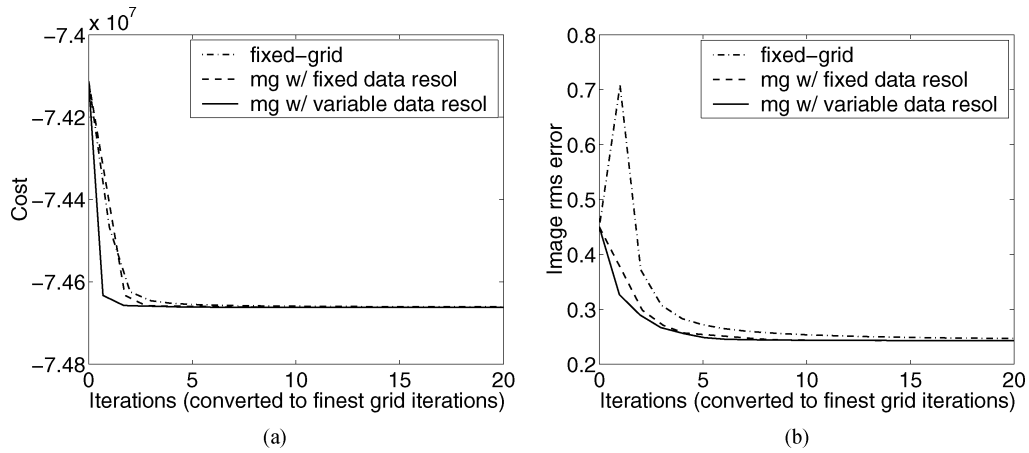 x 10^7
−7.4
−7.42
−7.44
−7.46
−7.48
Cost
fixed−grid
mg w/ fixed data resol
mg w/ variable data resol
0 5 10 15 20
Iterations (converted to finest grid iterations)
(a)
0.8
0.7
0.6
0.5
0.4
0.3
0.2
Image rms error
fixed−grid
mg w/ fixed data resol
mg w/ variable data resol
0 5 10 15 20
Iterations (converted to finest grid iterations)
(b)